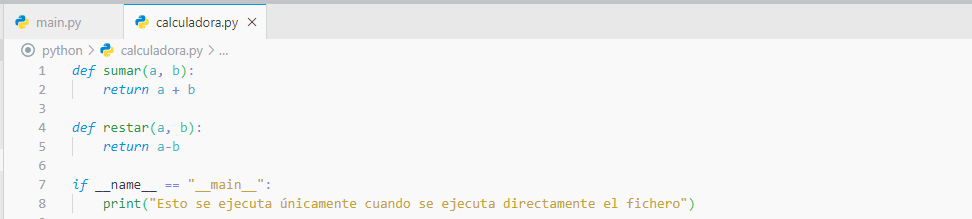 main.py calculadora.py ×
python > calculadora.py > ...
1 def sumar(a, b):
2 return a + b
3
4 def restar(a, b):
5 return a-b
6
7 if __name__ == "__main__":
8 print("Esto se ejecuta únicamente cuando se ejecuta directamente el fichero")